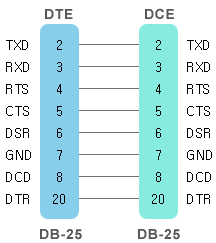 DTE DCE
TXD 2 2 TXD
RXD 3 3 RXD
RTS 4 4 RTS
CTS 5 5 CTS
DSR 6 6 DSR
GND 7 7 GND
DCD 8 8 DCD
DTR 20 20 DTR
DB-25 DB-25